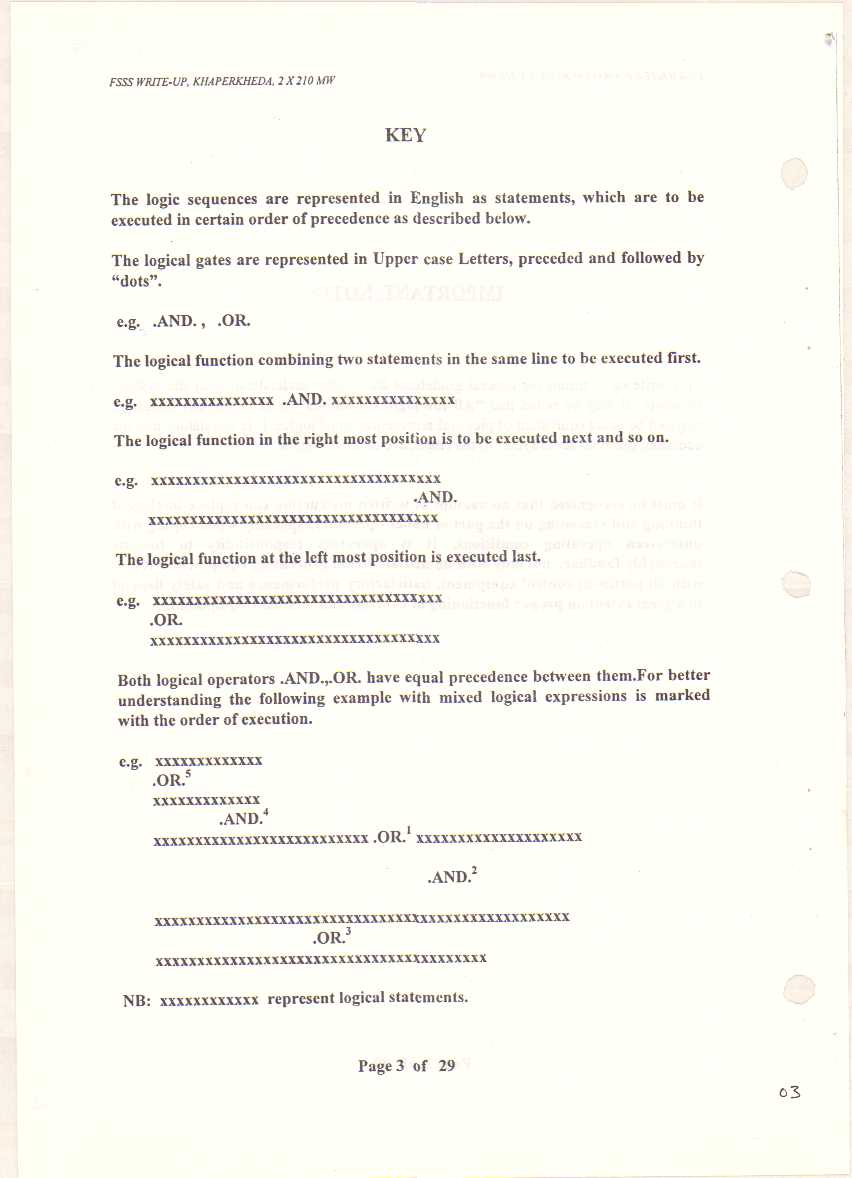 FSSS WRITE-UP, KHAPERKHEDA, 2 X 210 MW
KEY
The logic sequences are represented in English as statements, which are to be
executed in certain order of precedence as described below.
The logical gates are represented in Upper case Letters, preceded and followed by
“dots”.
e.g. .AND. , .OR.
The logical function combining two statements in the same line to be executed first.
e.g. xxxxxxxxxxxxxxx .AND. xxxxxxxxxxxxxxx
The logical function in the right most position is to be executed next and so on.
e.g. xxxxxxxxxxxxxxxxxxxxxxxxxxxxxxxxxxx
.AND.
xxxxxxxxxxxxxxxxxxxxxxxxxxxxxxxxxxx
The logical function at the left most position is executed last.
e.g. xxxxxxxxxxxxxxxxxxxxxxxxxxxxxxxxxxx
.OR.
xxxxxxxxxxxxxxxxxxxxxxxxxxxxxxxxxxx
Both logical operators .AND.,.OR. have equal precedence between them.For better
understanding the following example with mixed logical expressions is marked
with the order of execution.
e.g. xxxxxxxxxxxxx
.OR.5
xxxxxxxxxxxxx
.AND.4
xxxxxxxxxxxxxxxxxxxxxxxxxx .OR.1 xxxxxxxxxxxxxxxxxxxx
.AND.2
xxxxxxxxxxxxxxxxxxxxxxxxxxxxxxxxxxxxxxxxxxxxxxxxxx
.OR.3
xxxxxxxxxxxxxxxxxxxxxxxxxxxxxxxxxxxxxxxx
NB: xxxxxxxxxxxx represent logical statements.
Page 3 of 29
03